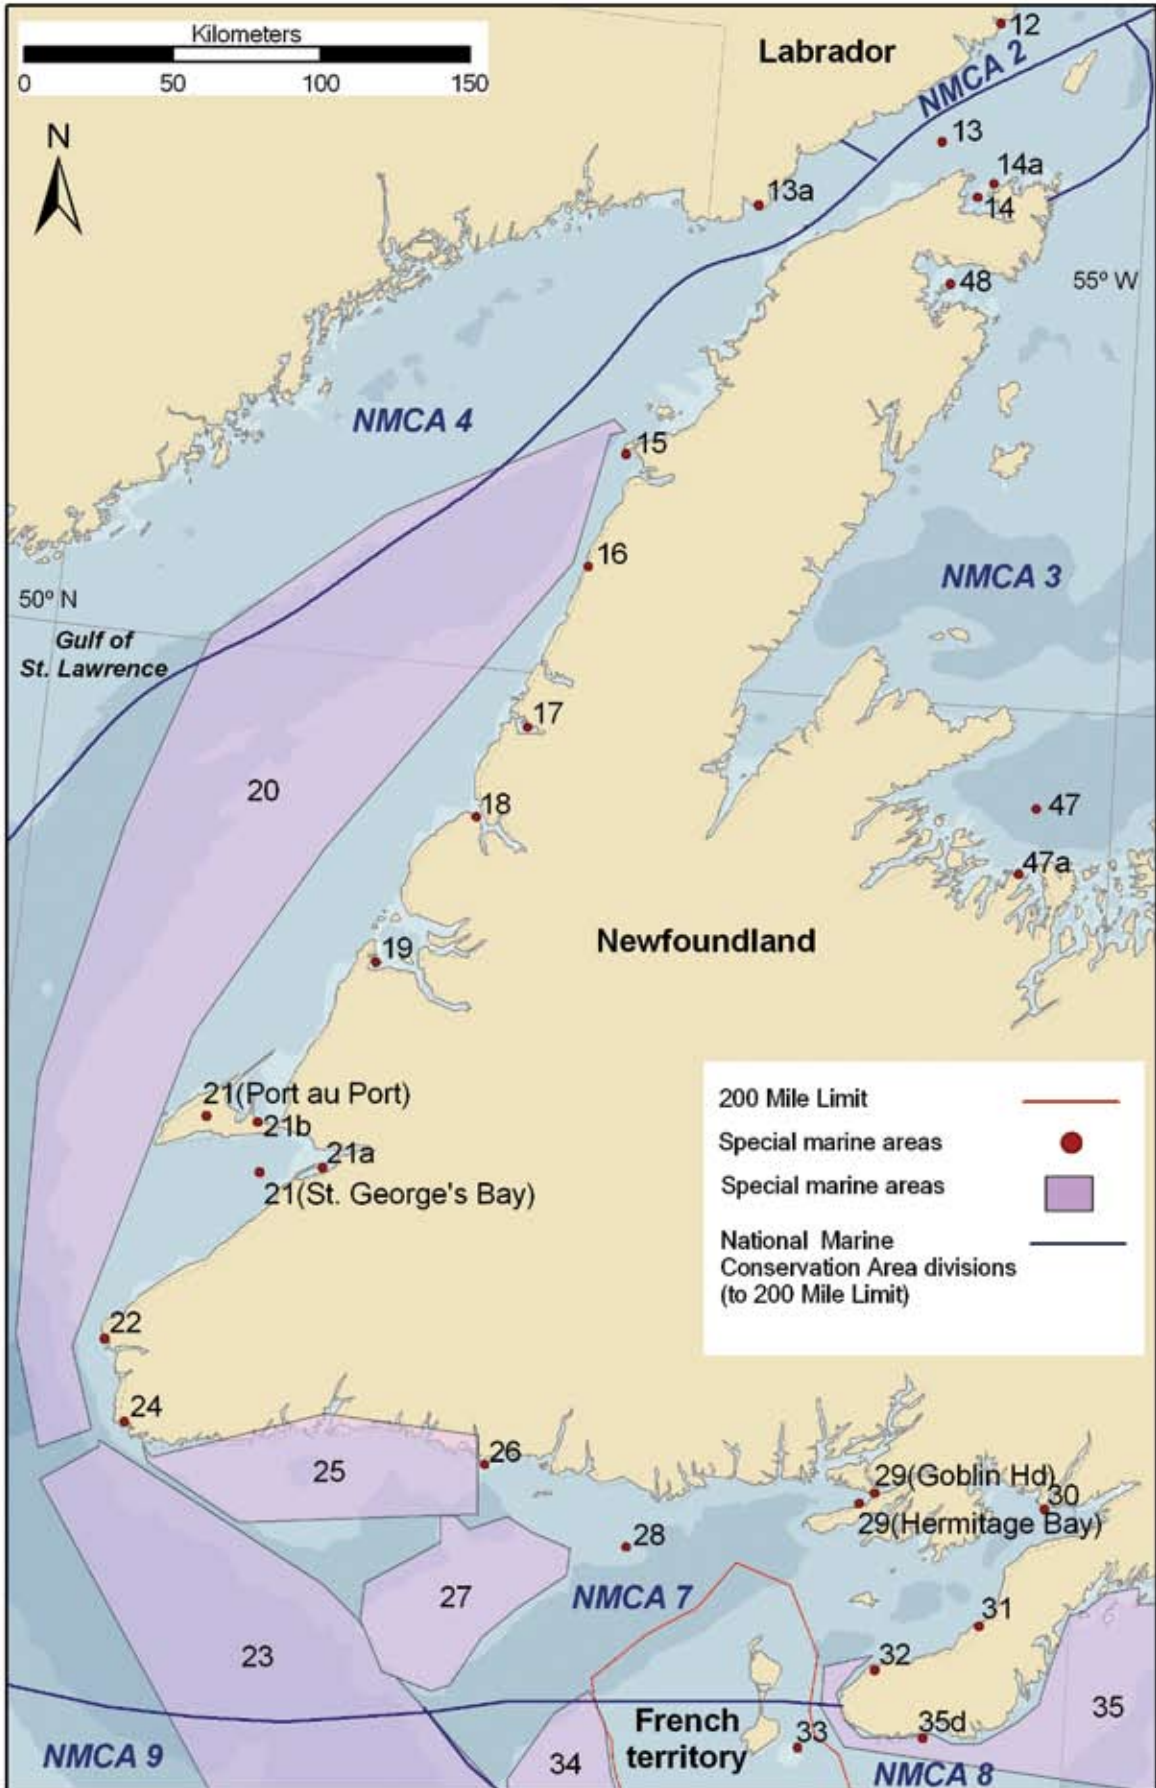 Kilometers
0 50 100 150
N
Labrador
12
NMCA 2
13
14a
14
13a
48
55º W
NMCA 4
15
16
NMCA 3
50º N
Gulf of
St. Lawrence
17
20
18
47
47a
Newfoundland
19
21(Port au Port)
21b
21a
21(St. George's Bay)
200 Mile Limit
Special marine areas
Special marine areas
National Marine
Conservation Area divisions
(to 200 Mile Limit)
22
24
25
26
29(Goblin Hd)
30
29(Hermitage Bay)
28
27
NMCA 7
31
23
32
35
French
territory
33
35d
NMCA 9
34
NMCA 8